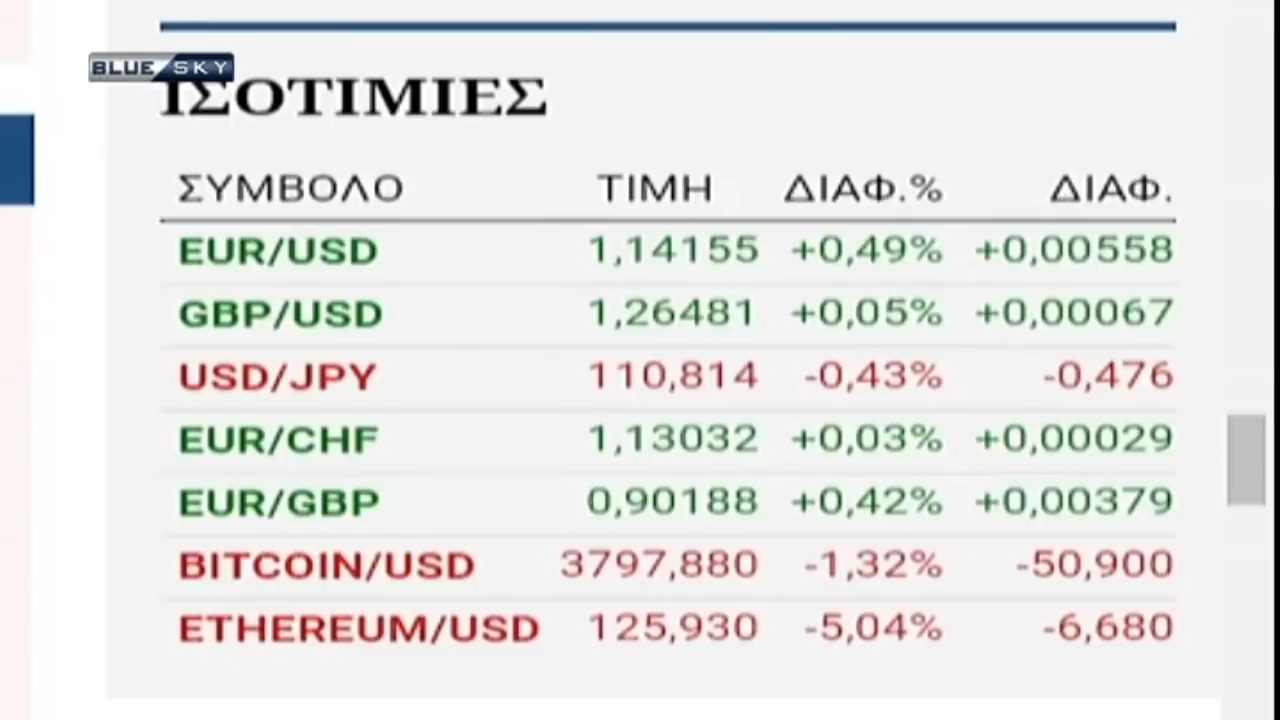 BLUE SKY
ΙΣΟΤΙΜΙΕΣ
ΣΥΜΒΟΛΟ ΤΙΜΗ ΔΙΑΦ.% ΔΙΑΦ.
EUR/USD 1,14155 +0,49% +0,00558
GBP/USD 1,26481 +0,05% +0,00067
USD/JPY 110,814 -0,43% -0,476
EUR/CHF 1,13032 +0,03% +0,00029
EUR/GBP 0,90188 +0,42% +0,00379
BITCOIN/USD 3797,880 -1,32% -50,900
ETHEREUM/USD 125,930 -5,04% -6,680